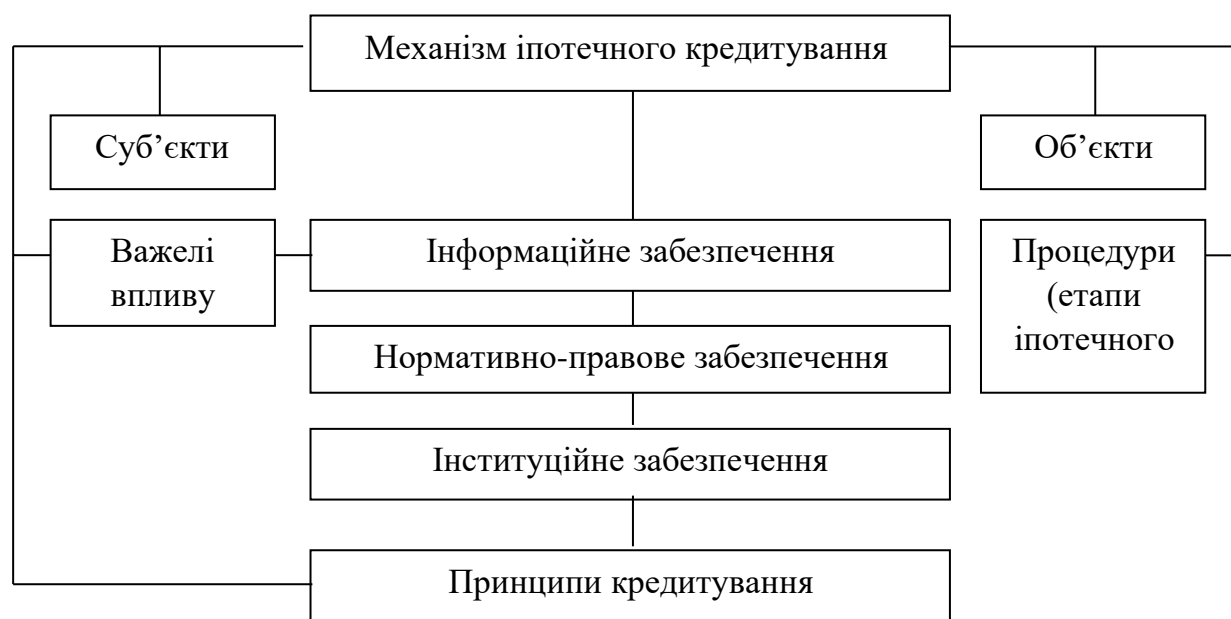 Механізм іпотечного кредитування
Суб’єкти
Об’єкти
Важелі
впливу
Інформаційне забезпечення
Процедури
(етапи
іпотечного
Нормативно-правове забезпечення
Інституційне забезпечення
Принципи кредитування